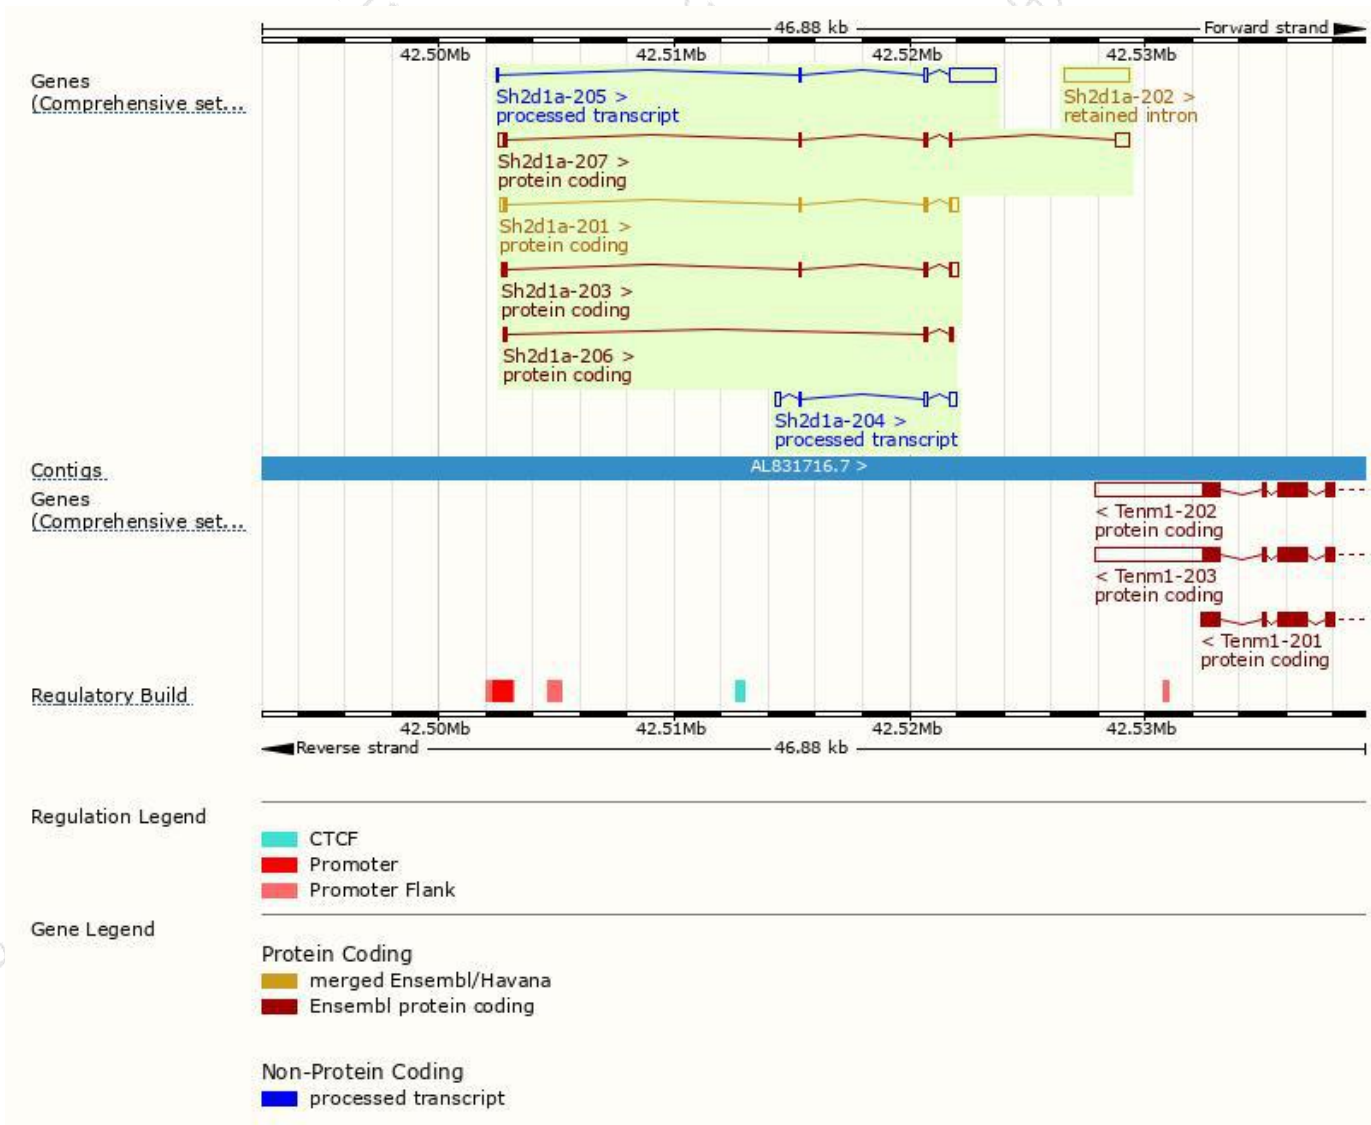 46.88 kb
Forward strand
42.50Mb 42.51Mb 42.52Mb 42.53Mb
Genes
(Comprehensive set...
Sh2d1a-205 >
processed transcript
Sh2d1a-202 >
retained intron
Sh2d1a-207 >
protein coding
Sh2d1a-201 >
protein coding
Sh2d1a-203 >
protein coding
Sh2d1a-206 >
protein coding
Sh2d1a-204 >
processed transcript
Contigs
AL831716.7 >
Genes
(Comprehensive set...
< Tenm1-202
protein coding
< Tenm1-203
protein coding
< Tenm1-201
protein coding
Regulatory Build
42.50Mb 42.51Mb 42.52Mb 42.53Mb
Reverse strand
46.88 kb
Regulation Legend
CTCF
Promoter
Promoter Flank
Gene Legend
Protein Coding
merged Ensembl/Havana
Ensembl protein coding
Non-Protein Coding
processed transcript